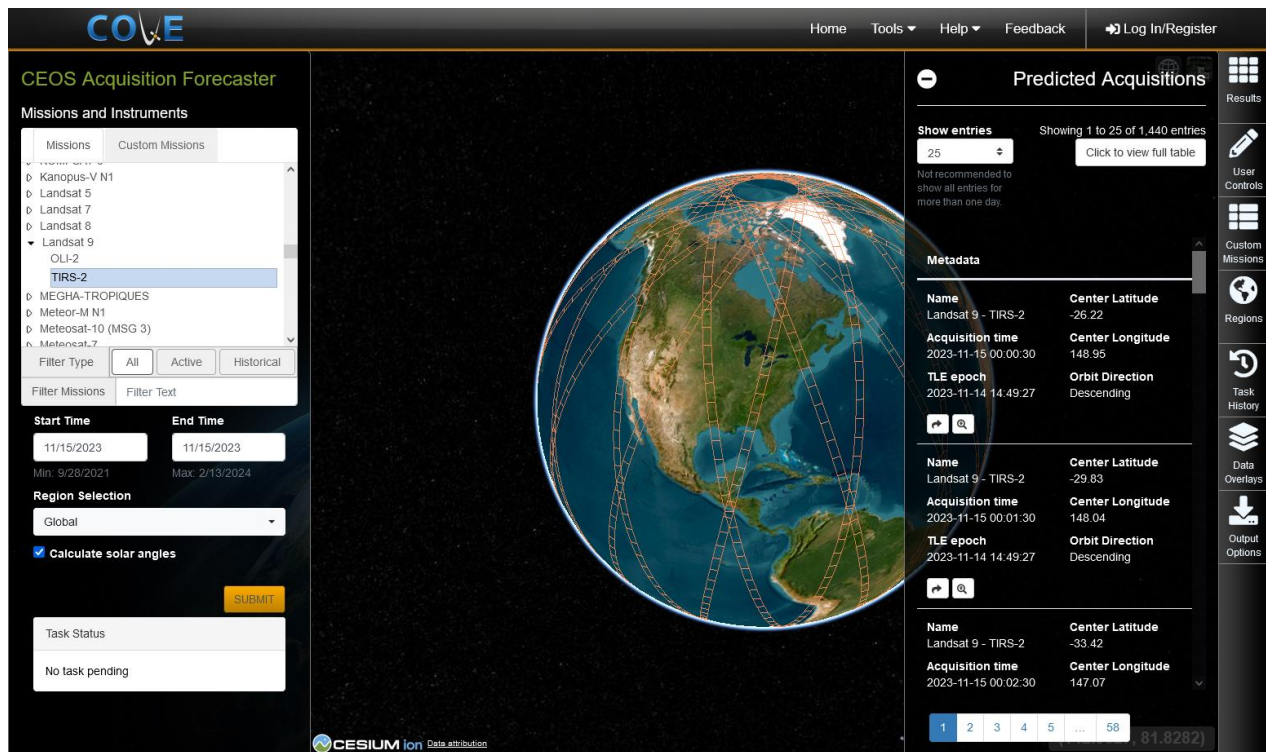 COVE
Home Tools Help Feedback Log In/Register
CEOS Acquisition Forecaster
Missions and Instruments
Missions Custom Missions
Kanopus-V N1
Landsat 5
Landsat 7
Landsat 8
Landsat 9
OLI-2
TIRS-2
MEGHA-TROPIQUES
Meteor-M N1
Meteosat-10 (MSG 3)
Meteosat-7
Filter Type All Active Historical
Filter Missions Filter Text
Start Time End Time
11/15/2023 11/15/2023
Min: 9/28/2021 Max: 2/13/2024
Region Selection
Global
Calculate solar angles
SUBMIT
Task Status
No task pending
CESIUM ion Data attribution
Predicted Acquisitions
Show entries Showing 1 to 25 of 1,440 entries
25 Click to view full table
Not recommended to
show all entries for
more than one day.
Metadata
Name Center Latitude
Landsat 9 - TIRS-2 -26.22
Acquisition time Center Longitude
2023-11-15 00:00:30 148.95
TLE epoch Orbit Direction
2023-11-14 14:49:27 Descending
Name Center Latitude
Landsat 9 - TIRS-2 -29.83
Acquisition time Center Longitude
2023-11-15 00:01:30 148.04
TLE epoch Orbit Direction
2023-11-14 14:49:27 Descending
Name Center Latitude
Landsat 9 - TIRS-2 -33.42
Acquisition time Center Longitude
2023-11-15 00:02:30 147.07
1 2 3 4 5 ... 58
81.8282)
Results
User
Controls
Custom
Missions
Regions
Task
History
Data
Overlays
Output
Options